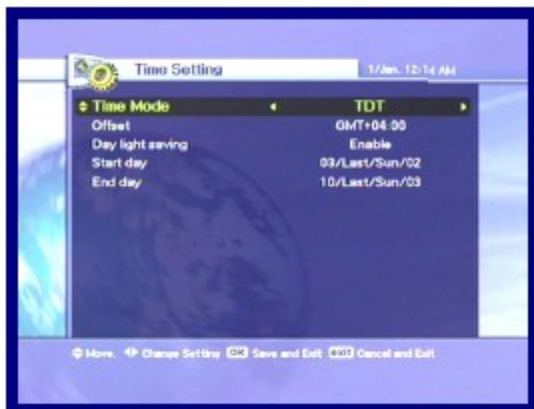 Time Setting 1/Jan. 12:14 AM
Time Mode TDT
Offset GMT+04:00
Day light saving Enable
Start day 03/Last/Sun/02
End day 10/Last/Sun/03
Move. Change Setting OK Save and Exit EXIT Cancel and Exit